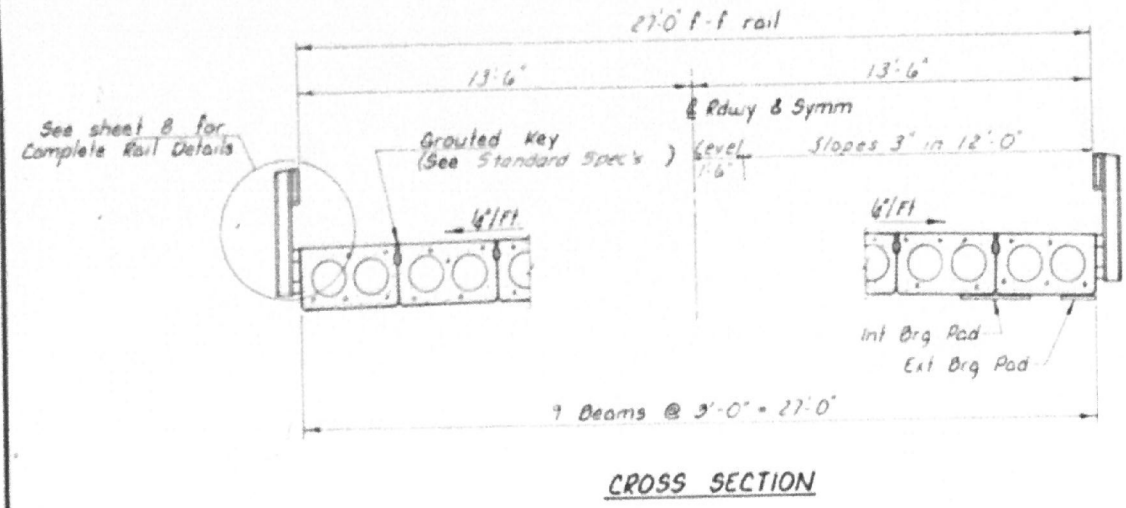 27'-0" f-f rail
13'-6"
13'-6"
℄ Rdwy & Symm
See sheet 8 for
Complete Rail Details
Grouted Key
(See Standard Spec's )
Level
1'-6"
Slopes 3" in 12'-0"
¼"/Ft
¼"/Ft
Int Brg Pad
Ext Brg Pad
9 Beams @ 3'-0" = 27'-0"
CROSS SECTION